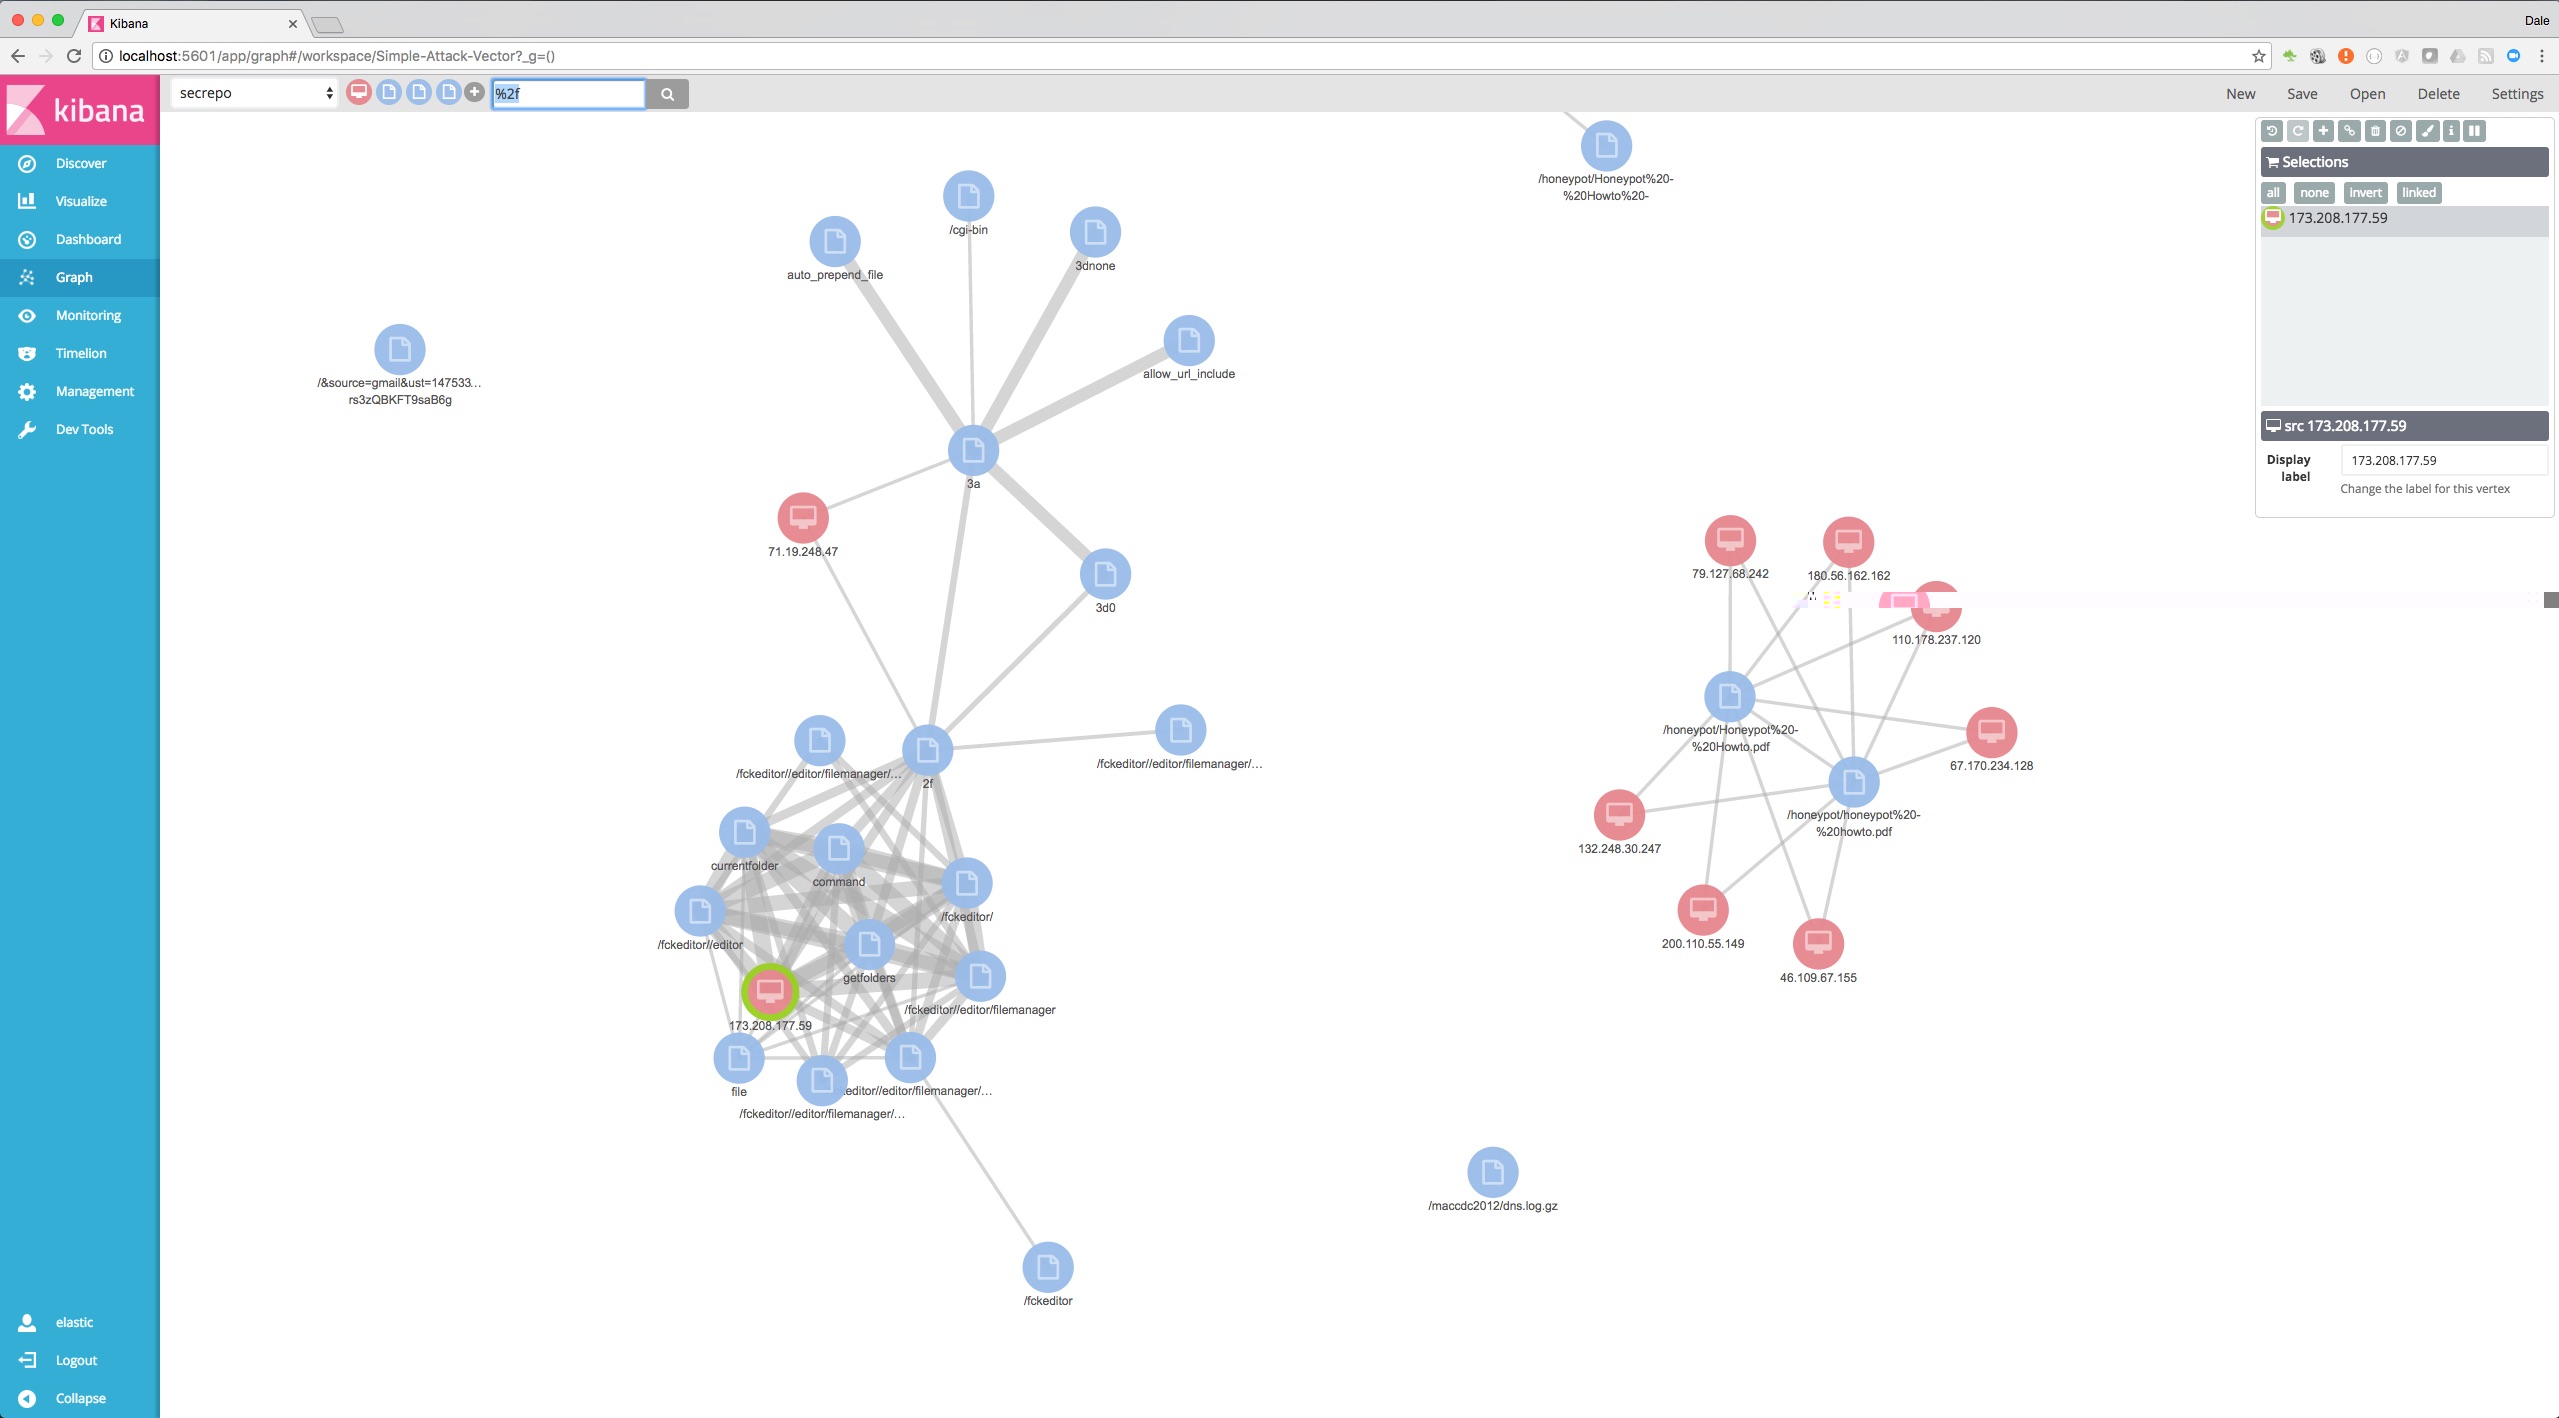 Kibana
Dale
localhost:5601/app/graph#/workspace/Simple-Attack-Vector?_g=()
kibana
secrepo
%2f
New
Save
Open
Delete
Settings
Discover
Visualize
Dashboard
Graph
Monitoring
Timelion
Management
Dev Tools
elastic
Logout
Collapse
Selections
all
none
invert
linked
173.208.177.59
src 173.208.177.59
Display
label
173.208.177.59
Change the label for this vertex
/honeypot/Honeypot%20-
%20Howto%20-
/cgi-bin
auto_prepend_file
3dnone
allow_url_include
/&source=gmail&ust=147533...
rs3zQBKFT9saB6g
3a
71.19.248.47
3d0
79.127.68.242
180.56.162.162
110.178.237.120
/honeypot/Honeypot%20-
%20Howto.pdf
67.170.234.128
/honeypot/honeypot%20-
%20howto.pdf
132.248.30.247
200.110.55.149
46.109.67.155
/fckeditor//editor/filemanager/...
2f
/fckeditor//editor/filemanager/...
currentfolder
command
/fckeditor/
/fckeditor//editor
getfolders
/fckeditor//editor/filemanager
173.208.177.59
file
editor//editor/filemanager/...
/fckeditor//editor/filemanager/...
/maccdc2012/dns.log.gz
/fckeditor